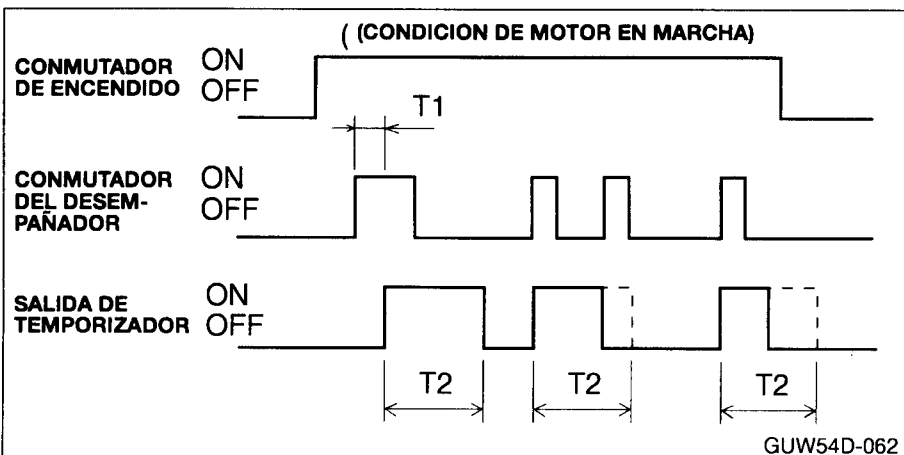 ( (CONDICION DE MOTOR EN MARCHA)
CONMUTADOR
DE ENCENDIDO
ON
OFF
T1
CONMUTADOR
DEL DESEM-
PAÑADOR
ON
OFF
SALIDA DE
TEMPORIZADOR
ON
OFF
T2
T2
T2
GUW54D-062